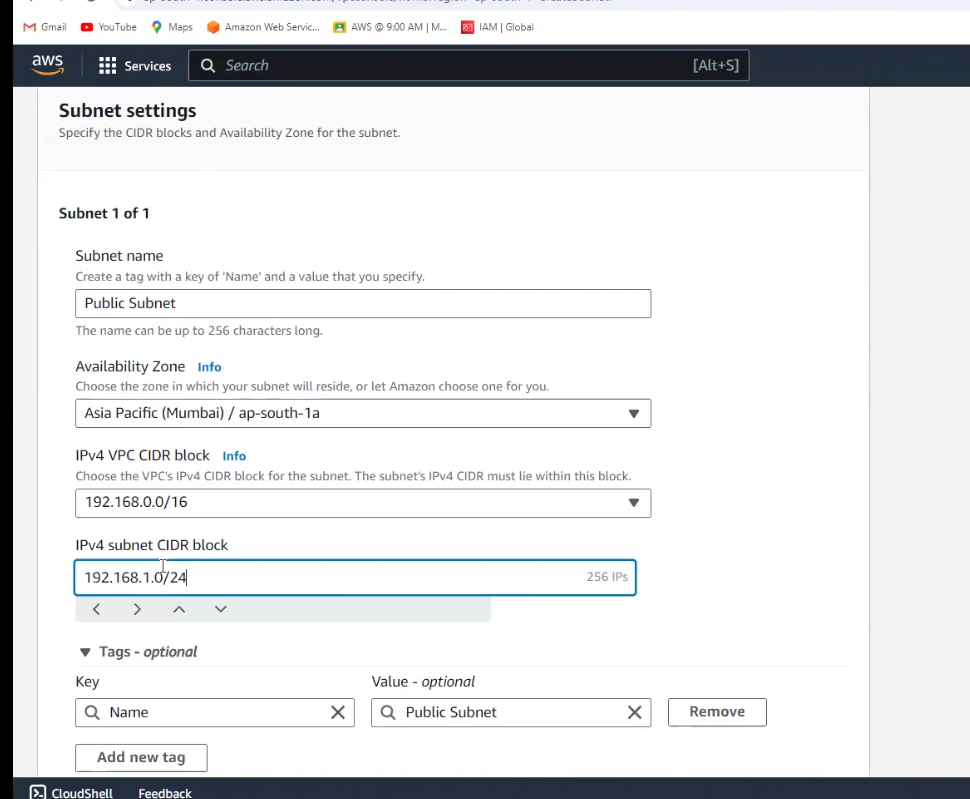 Gmail YouTube Maps Amazon Web Servic... AWS @ 9:00 AM | M... IAM | Global
aws Services Search [Alt+S]
Subnet settings
Specify the CIDR blocks and Availability Zone for the subnet.
Subnet 1 of 1
Subnet name
Create a tag with a key of 'Name' and a value that you specify.
Public Subnet
The name can be up to 256 characters long.
Availability Zone Info
Choose the zone in which your subnet will reside, or let Amazon choose one for you.
Asia Pacific (Mumbai) / ap-south-1a
IPv4 VPC CIDR block Info
Choose the VPC's IPv4 CIDR block for the subnet. The subnet's IPv4 CIDR must lie within this block.
192.168.0.0/16
IPv4 subnet CIDR block
192.168.1.0/24 256 IPs
Tags - optional
Key Value - optional
Name Public Subnet Remove
Add new tag
CloudShell Feedback